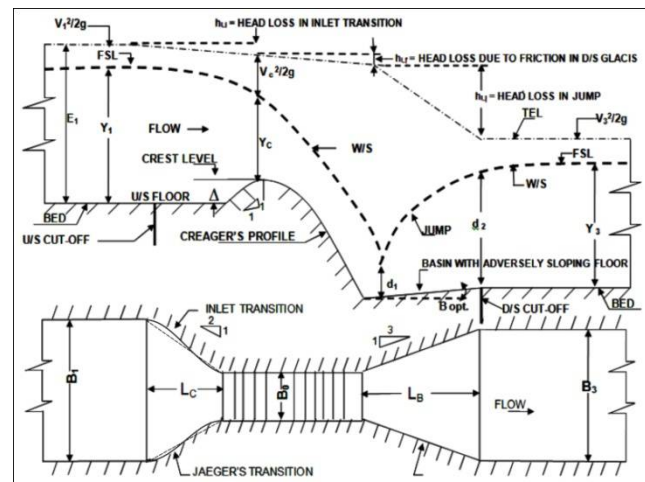 hLi = HEAD LOSS IN INLET TRANSITION
V₁²/2g
hLf = HEAD LOSS DUE TO FRICTION IN D/S GLACIS
FSL
Vc²/2g
hLj = HEAD LOSS IN JUMP
V₃²/2g
E₁
Y₁
FLOW
TEL
FSL
YC
W/S
W/S
CREST LEVEL
U/S FLOOR
Δ
1
1
BED
d₂
JUMP
Y₃
U/S CUT-OFF
CREAGER'S PROFILE
d₁
BASIN WITH ADVERSELY SLOPING FLOOR
Β opt.
BED
D/S CUT-OFF
INLET TRANSITION
2
1
3
1
B₁
LC
B₀
LB
FLOW
B₃
JAEGER'S TRANSITION